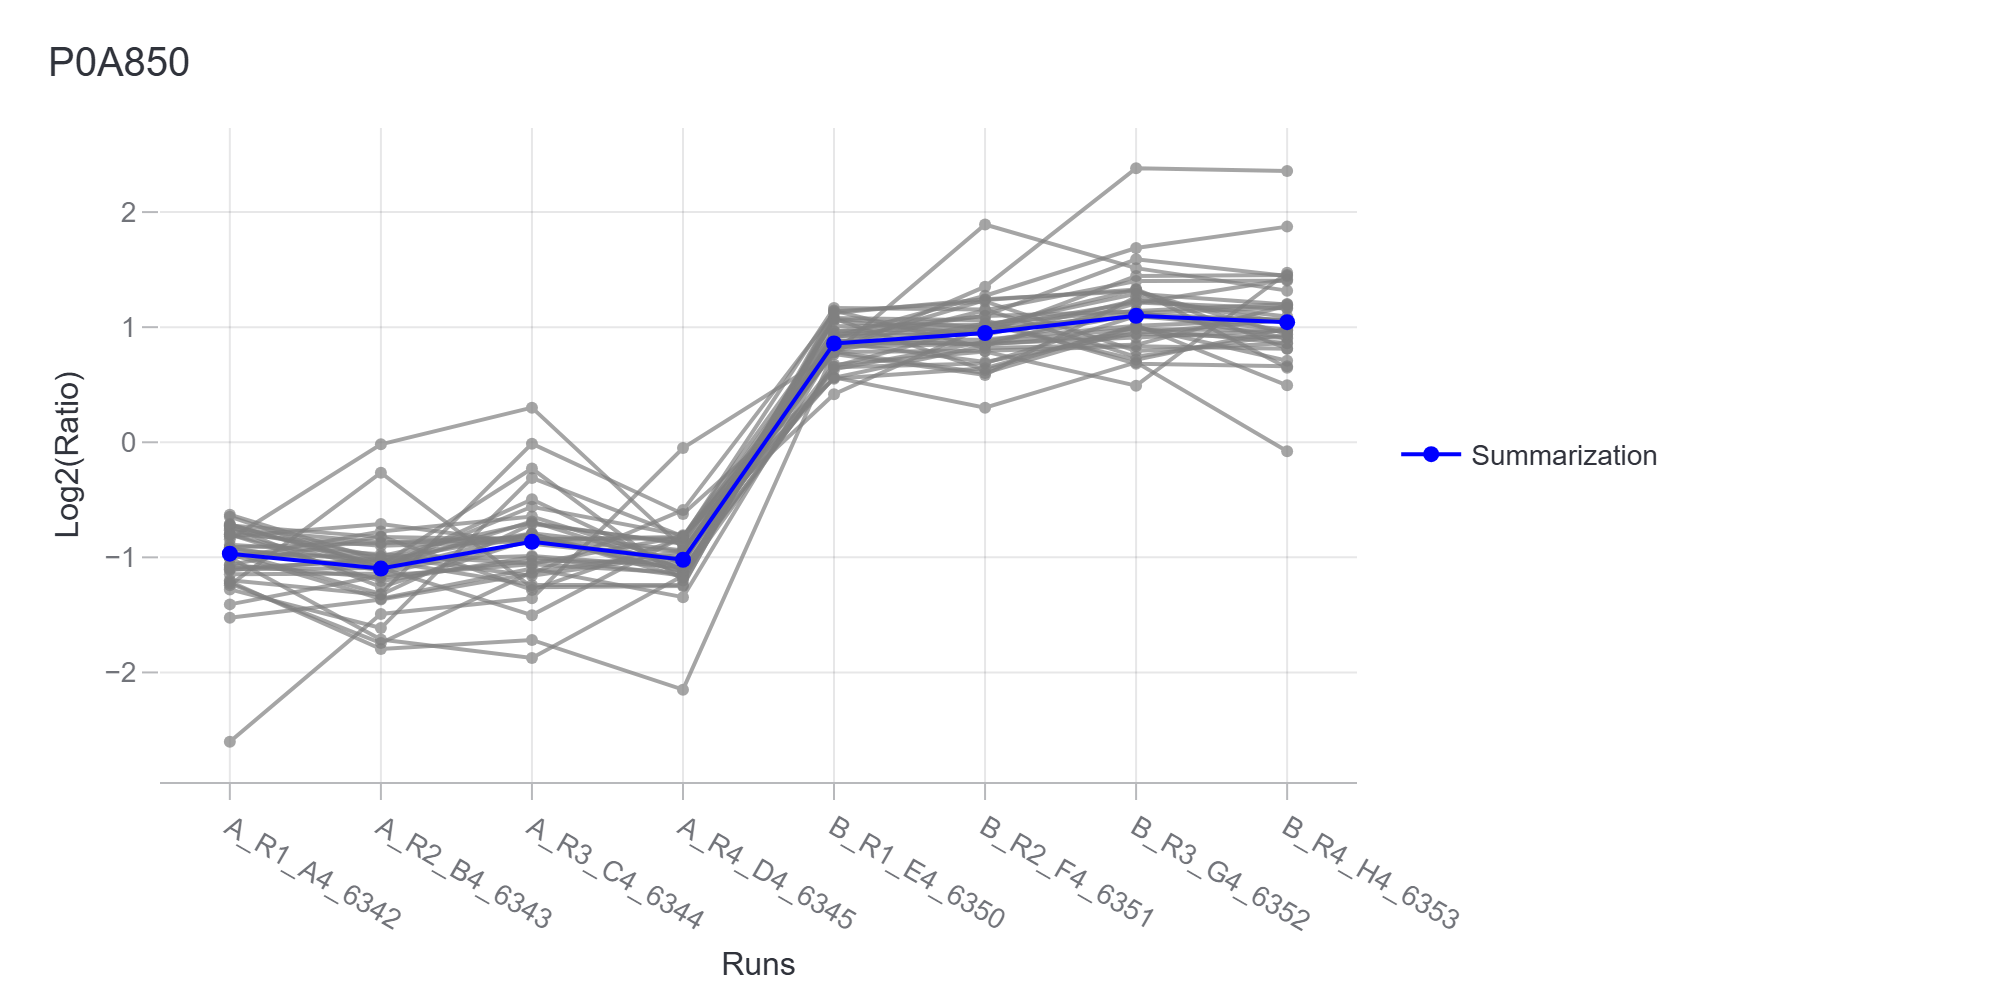 P0A850
Log2(Ratio)
2
1
0
−1
−2
A_R1_A4_6342
A_R2_B4_6343
A_R3_C4_6344
A_R4_D4_6345
B_R1_E4_6350
B_R2_F4_6351
B_R3_G4_6352
B_R4_H4_6353
Runs
Summarization